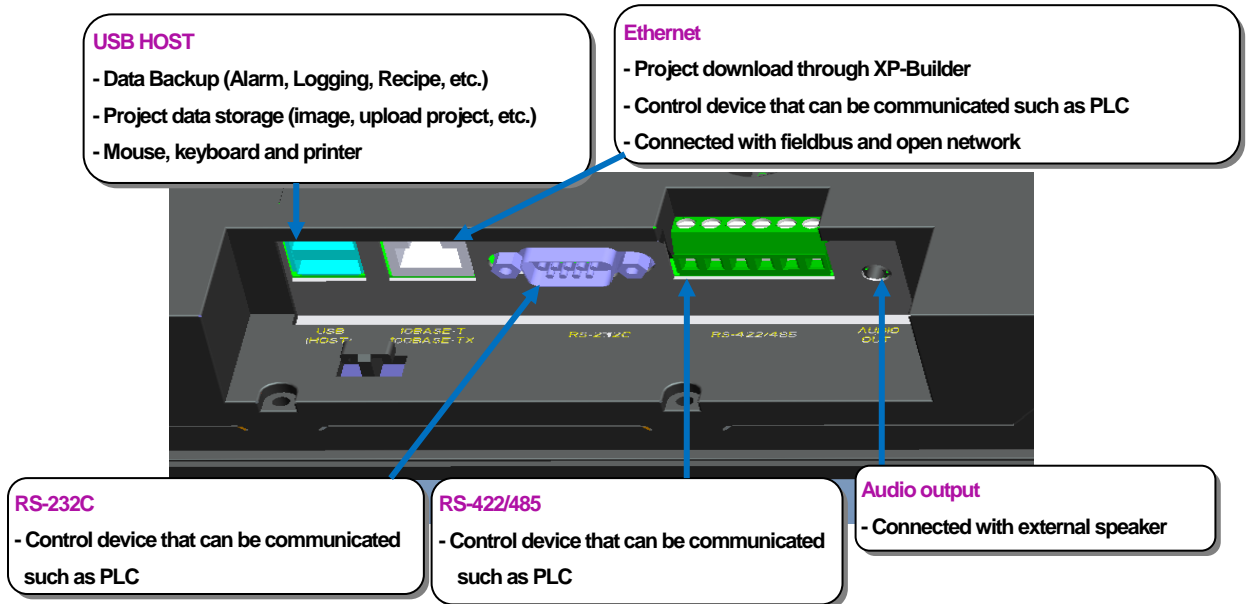 USB HOST
- Data Backup (Alarm, Logging, Recipe, etc.)
- Project data storage (image, upload project, etc.)
- Mouse, keyboard and printer
Ethernet
- Project download through XP-Builder
- Control device that can be communicated such as PLC
- Connected with fieldbus and open network
USB
(HOST)
10BASE-T
100BASE-TX
RS-232C
RS-422/485
AUDIO
OUT
RS-232C
- Control device that can be communicated
such as PLC
RS-422/485
- Control device that can be communicated
such as PLC
Audio output
- Connected with external speaker